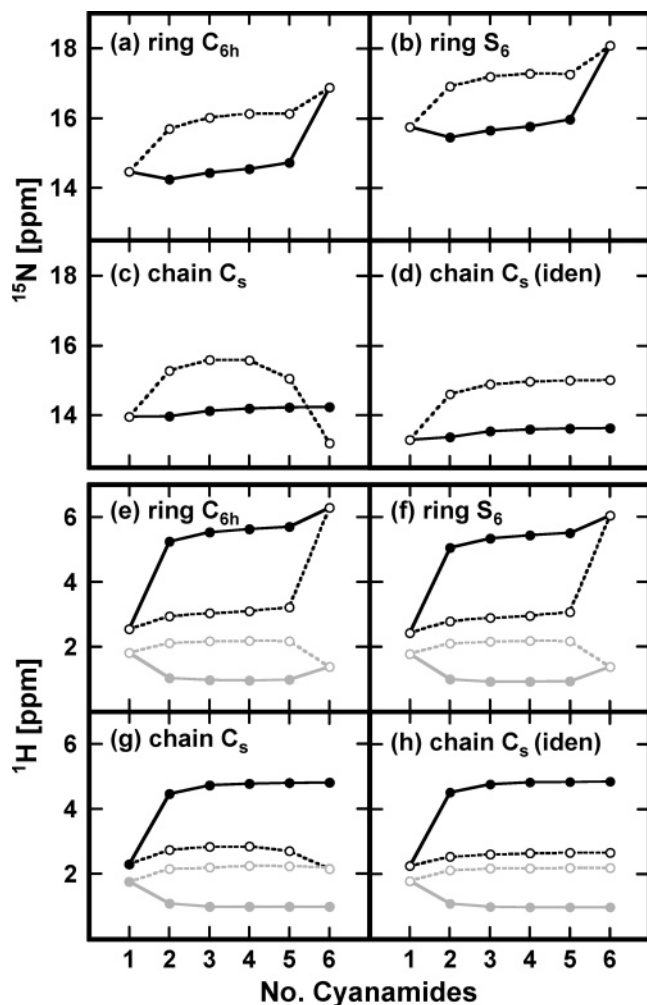 (a) ring C6h
(b) ring S6
18
16
14
15N [ppm]
(c) chain Cs
(d) chain Cs (iden)
18
16
14
(e) ring C6h
(f) ring S6
6
4
2
1H [ppm]
(g) chain Cs
(h) chain Cs (iden)
6
4
2
1 2 3 4 5 6 1 2 3 4 5 6
No. Cyanamides